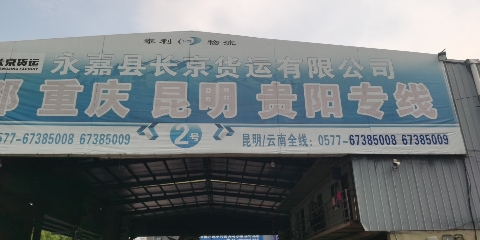 泰利 物流
长京货运
永嘉县长京货运有限公司
都 重庆 昆明 贵阳专线
0577-67385008 67385009
2号
昆明/云南全线：0577-67385008 67385009